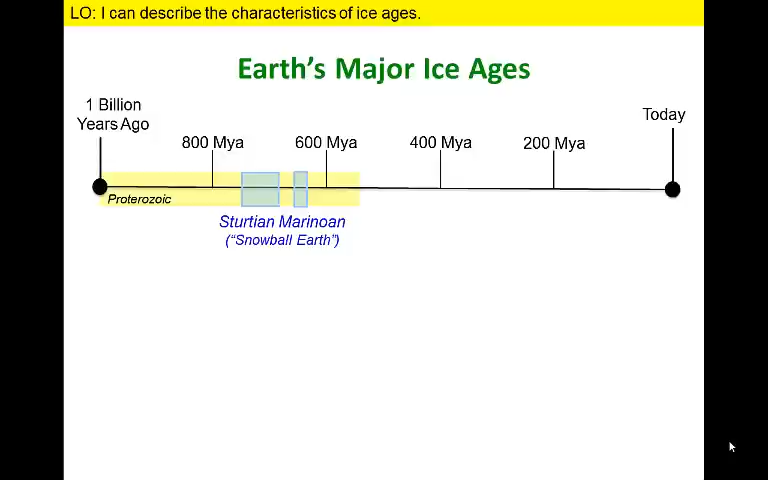 LO: I can describe the characteristics of ice ages.
Earth's Major Ice Ages
1 Billion
Years Ago
800 Mya
600 Mya
400 Mya
200 Mya
Today
Proterozoic
Sturtian Marinoan
("Snowball Earth")